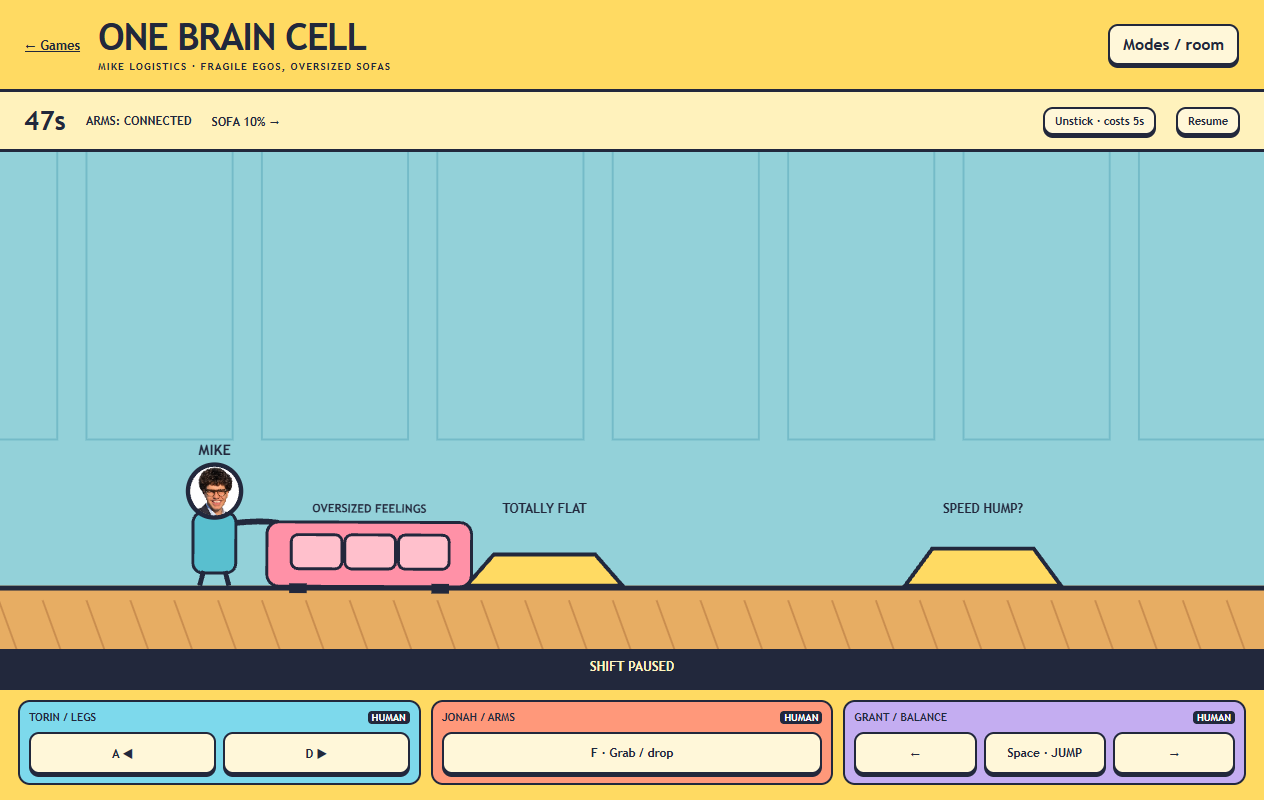 ← Games
ONE BRAIN CELL
MIKE LOGISTICS · FRAGILE EGOS, OVERSIZED SOFAS
Modes / room
47s
ARMS: CONNECTED
SOFA 10% →
Unstick · costs 5s
Resume
MIKE
OVERSIZED FEELINGS
TOTALLY FLAT
SPEED HUMP?
SHIFT PAUSED
TORIN / LEGS
HUMAN
A ◀
D ▶
JONAH / ARMS
HUMAN
F · Grab / drop
GRANT / BALANCE
HUMAN
←
Space · JUMP
→